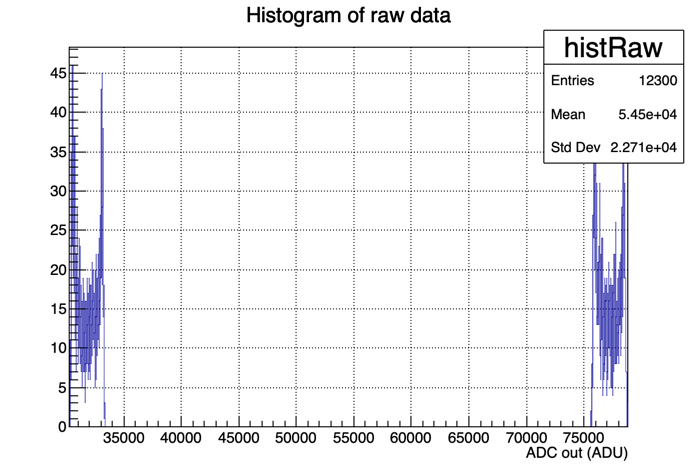 Histogram of raw data
histRaw
Entries 12300
Mean 5.45e+04
Std Dev 2.271e+04
45
40
35
30
25
20
15
10
5
0
35000 40000 45000 50000 55000 60000 65000 70000 75000
ADC out (ADU)